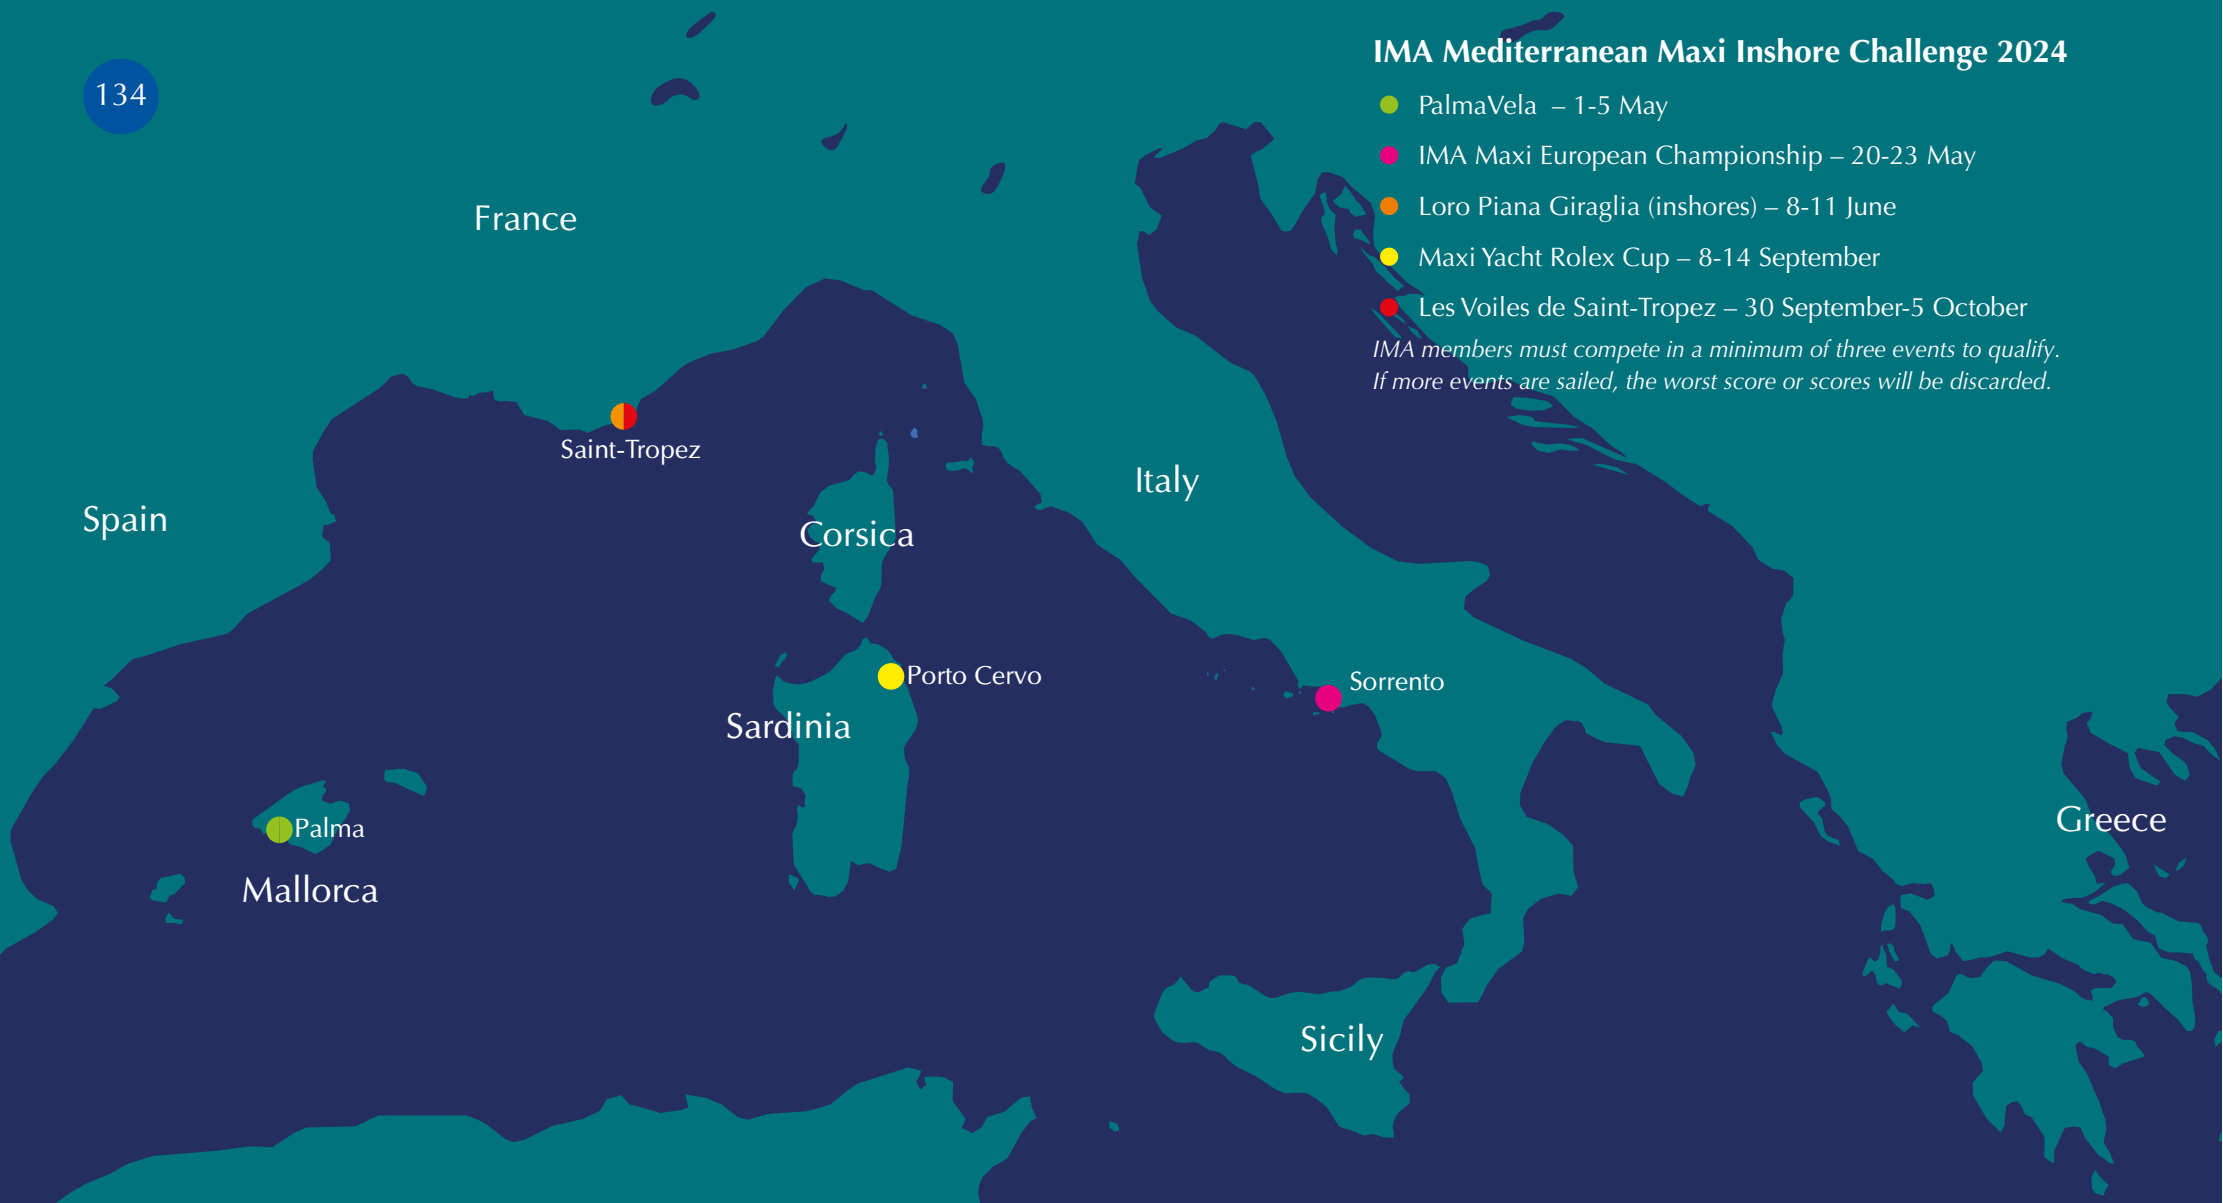 134
IMA Mediterranean Maxi Inshore Challenge 2024
PalmaVela – 1-5 May
IMA Maxi European Championship – 20-23 May
Loro Piana Giraglia (inshores) – 8-11 June
Maxi Yacht Rolex Cup – 8-14 September
Les Voiles de Saint-Tropez – 30 September-5 October
IMA members must compete in a minimum of three events to qualify.
If more events are sailed, the worst score or scores will be discarded.
France
Saint-Tropez
Italy
Spain
Corsica
Porto Cervo
Sorrento
Sardinia
Greece
Palma
Mallorca
Sicily